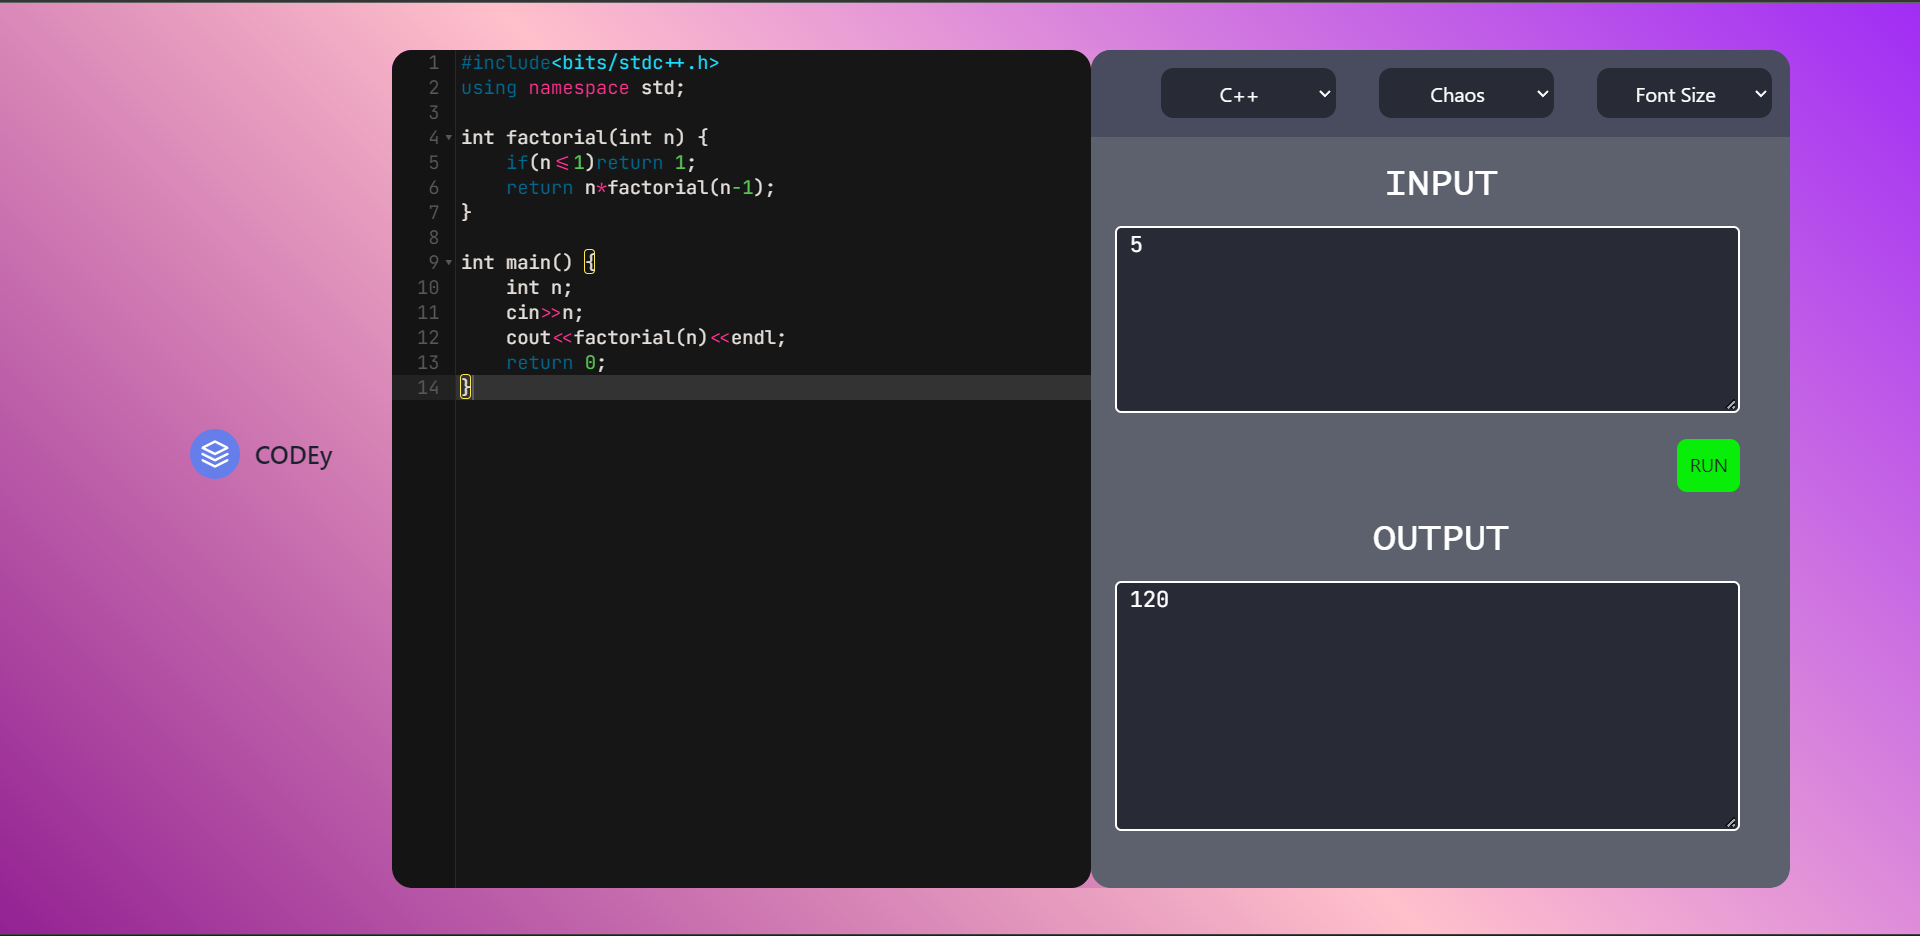 CODEy
1 #include<bits/stdc++.h>
2 using namespace std;
3
4 int factorial(int n) {
5     if(n<=1)return 1;
6     return n*factorial(n-1);
7 }
8
9 int main() {
10     int n;
11     cin>>n;
12     cout<<factorial(n)<<endl;
13     return 0;
14 }
C++ Chaos Font Size
INPUT
5
RUN
OUTPUT
120